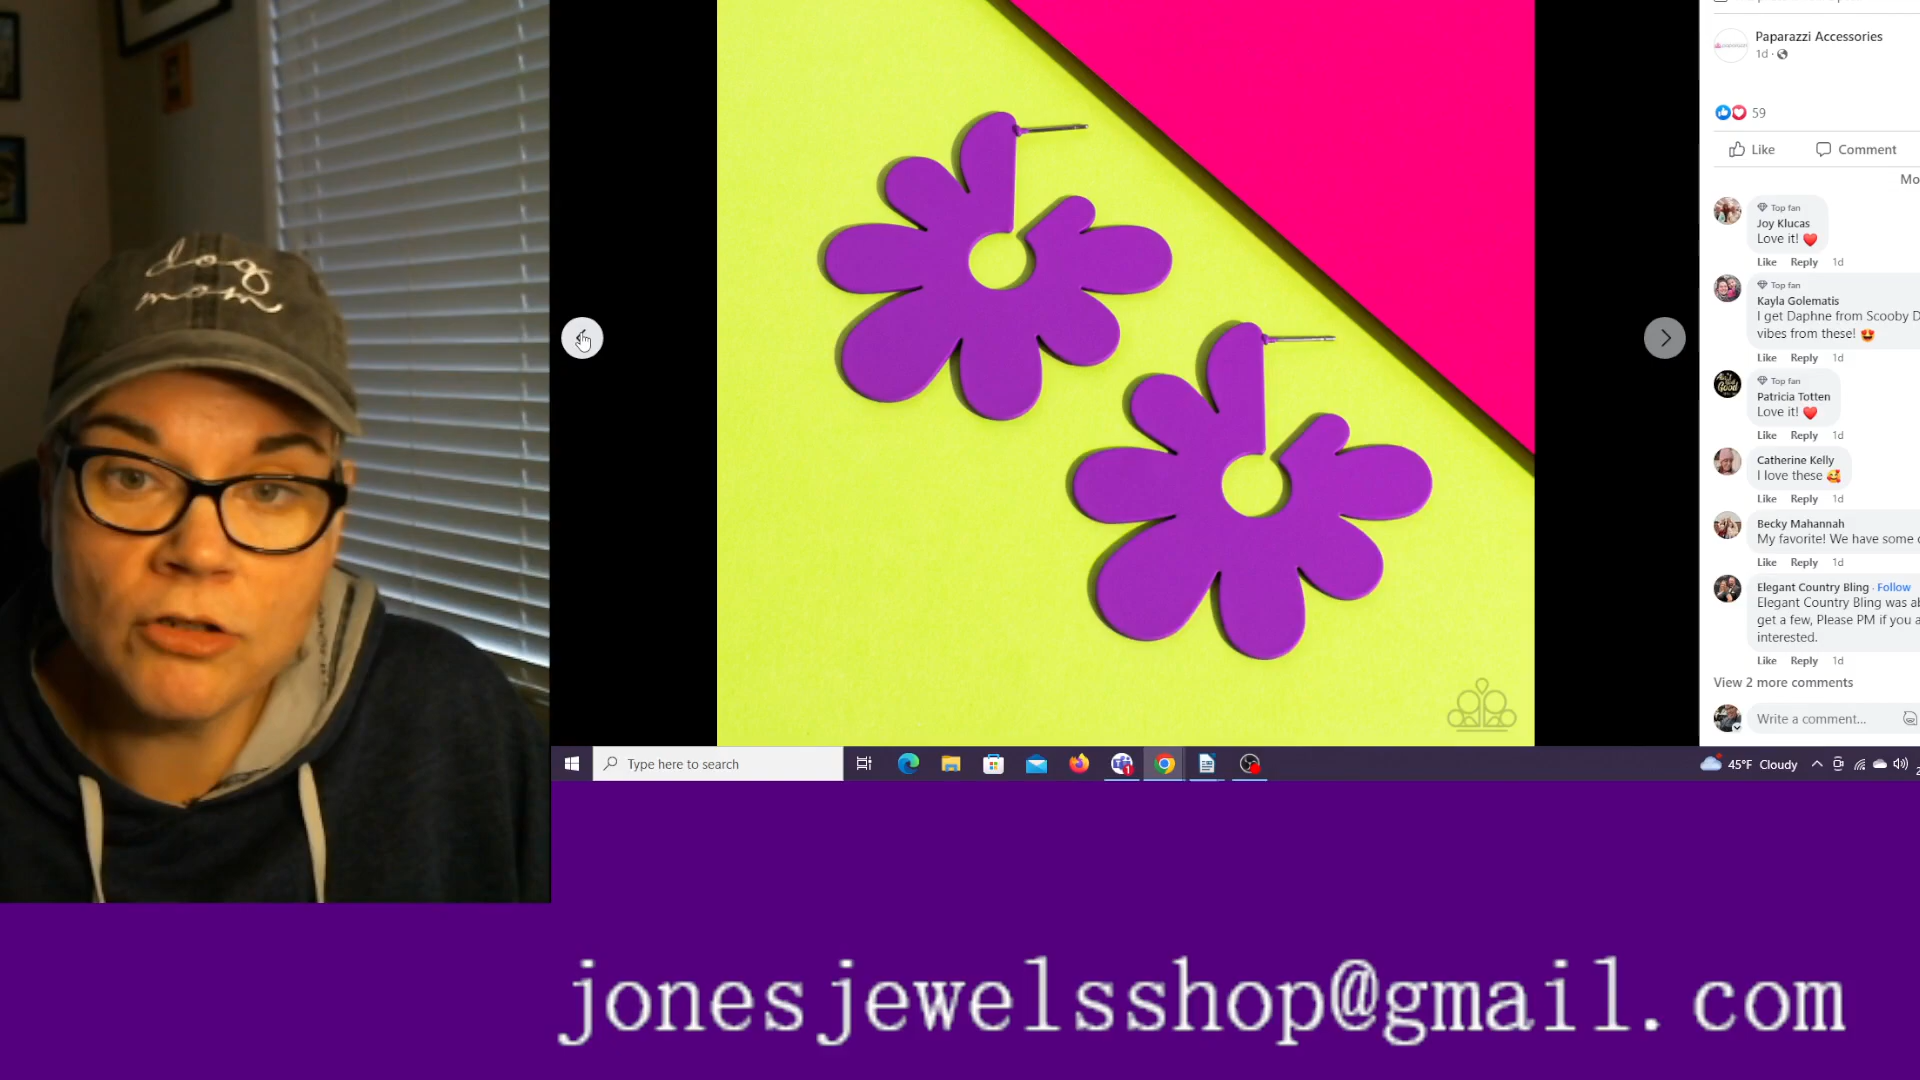 dog
mom
Paparazzi Accessories
1d
59
Like
Comment
Mo
Top fan
Joy Klucas
Love it! ❤️
Like Reply 1d
Top fan
Kayla Golematis
I get Daphne from Scooby D
vibes from these! 😍
Like Reply 1d
Top fan
Patricia Totten
Love it! ❤️
Like Reply 1d
Catherine Kelly
I love these 🥰
Like Reply 1d
Becky Mahannah
My favorite! We have some
Like Reply 1d
Elegant Country Bling · Follow
Elegant Country Bling was
get a few, Please PM if you
interested.
Like Reply 1d
View 2 more comments
Write a comment...
Type here to search
1
45°F Cloudy
jonesjewelsshop@gmail.com